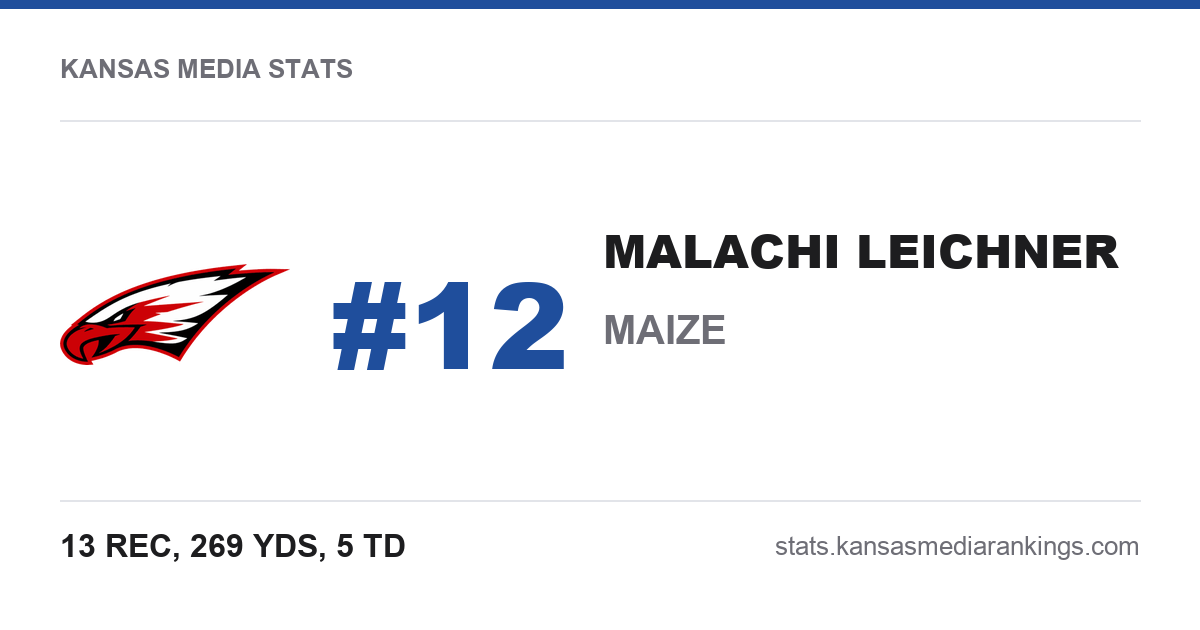 KANSAS MEDIA STATS
#12
MALACHI LEICHNER
MAIZE
13 REC, 269 YDS, 5 TD
stats.kansasmediarankings.com